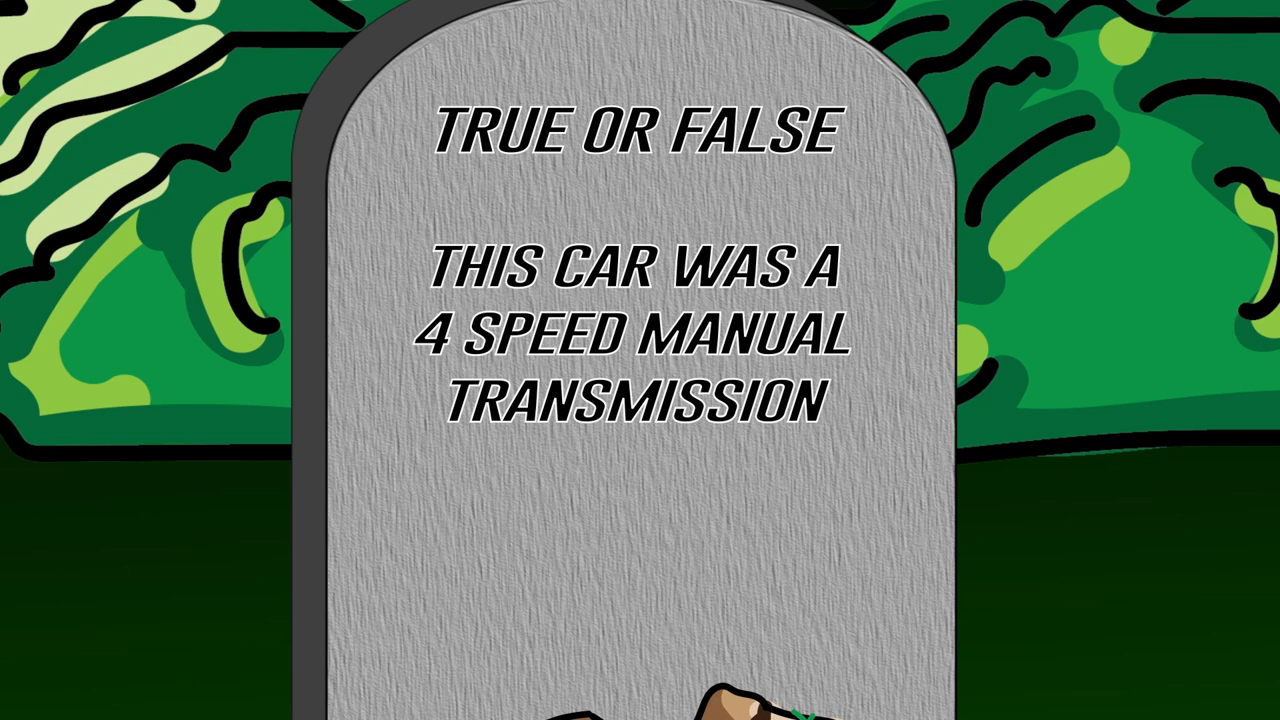 TRUE OR FALSE
THIS CAR WAS A
4 SPEED MANUAL
TRANSMISSION